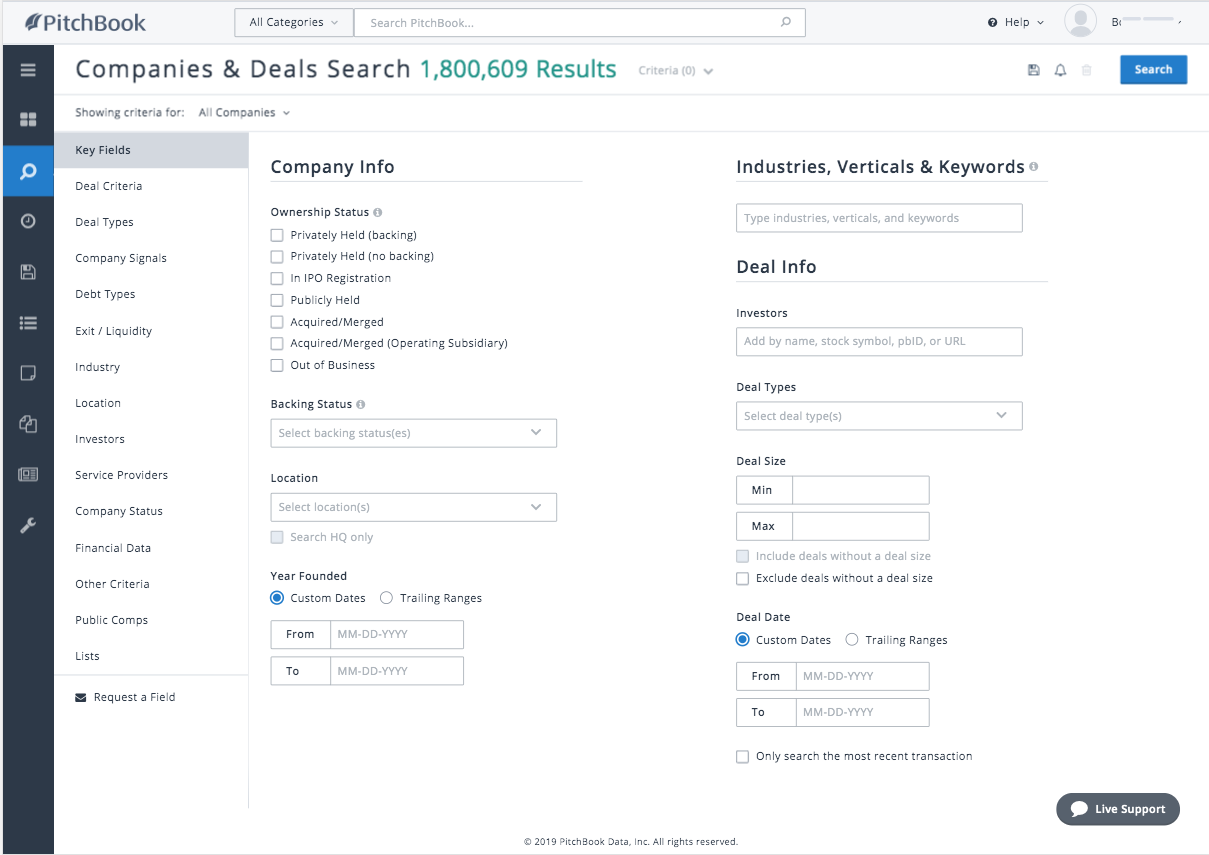 PitchBook
All Categories
Search PitchBook...
Help
Companies & Deals Search 1,800,609 Results
Criteria (0)
Search
Showing criteria for: All Companies
Key Fields
Deal Criteria
Deal Types
Company Signals
Debt Types
Exit / Liquidity
Industry
Location
Investors
Service Providers
Company Status
Financial Data
Other Criteria
Public Comps
Lists
Request a Field
Company Info
Ownership Status
Privately Held (backing)
Privately Held (no backing)
In IPO Registration
Publicly Held
Acquired/Merged
Acquired/Merged (Operating Subsidiary)
Out of Business
Backing Status
Select backing status(es)
Location
Select location(s)
Search HQ only
Year Founded
Custom Dates Trailing Ranges
From MM-DD-YYYY
To MM-DD-YYYY
Industries, Verticals & Keywords
Type industries, verticals, and keywords
Deal Info
Investors
Add by name, stock symbol, pbID, or URL
Deal Types
Select deal type(s)
Deal Size
Min
Max
Include deals without a deal size
Exclude deals without a deal size
Deal Date
Custom Dates Trailing Ranges
From MM-DD-YYYY
To MM-DD-YYYY
Only search the most recent transaction
Live Support
© 2019 PitchBook Data, Inc. All rights reserved.